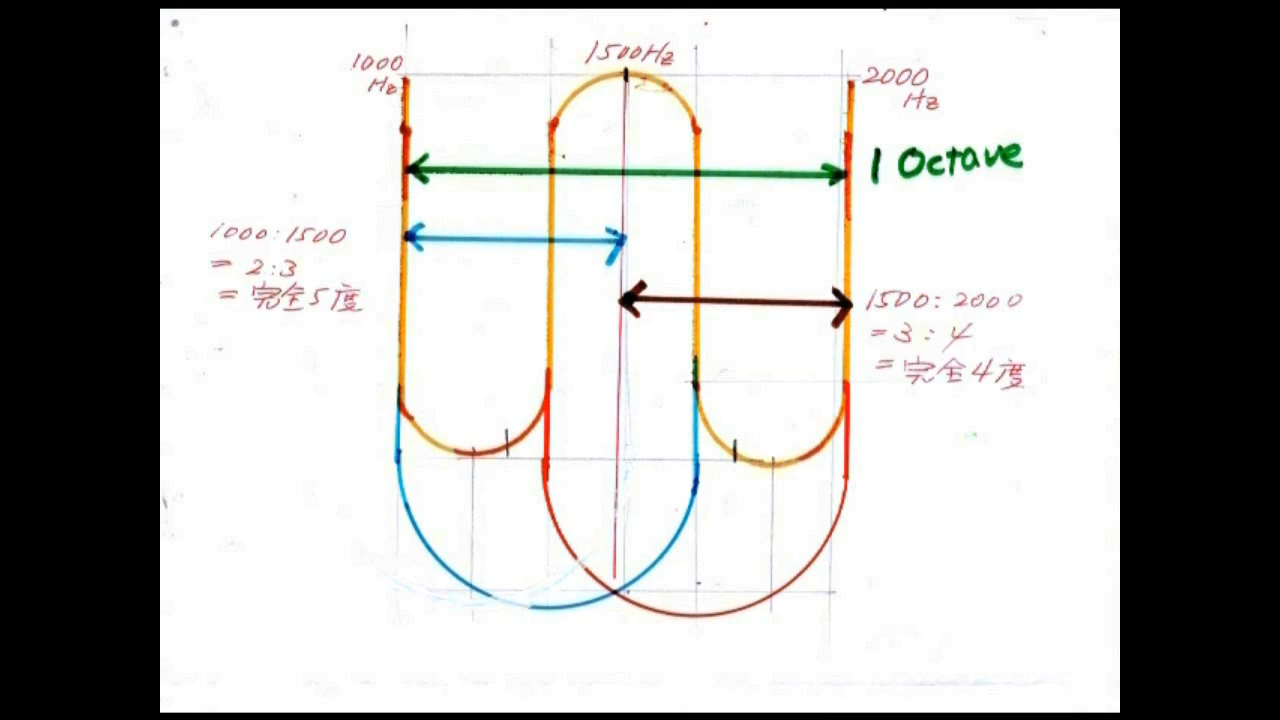 1000
Hz
1500Hz
2000
Hz
1 Octave
1000:1500
= 2:3
= 完全5度
1500:2000
= 3:4
= 完全4度